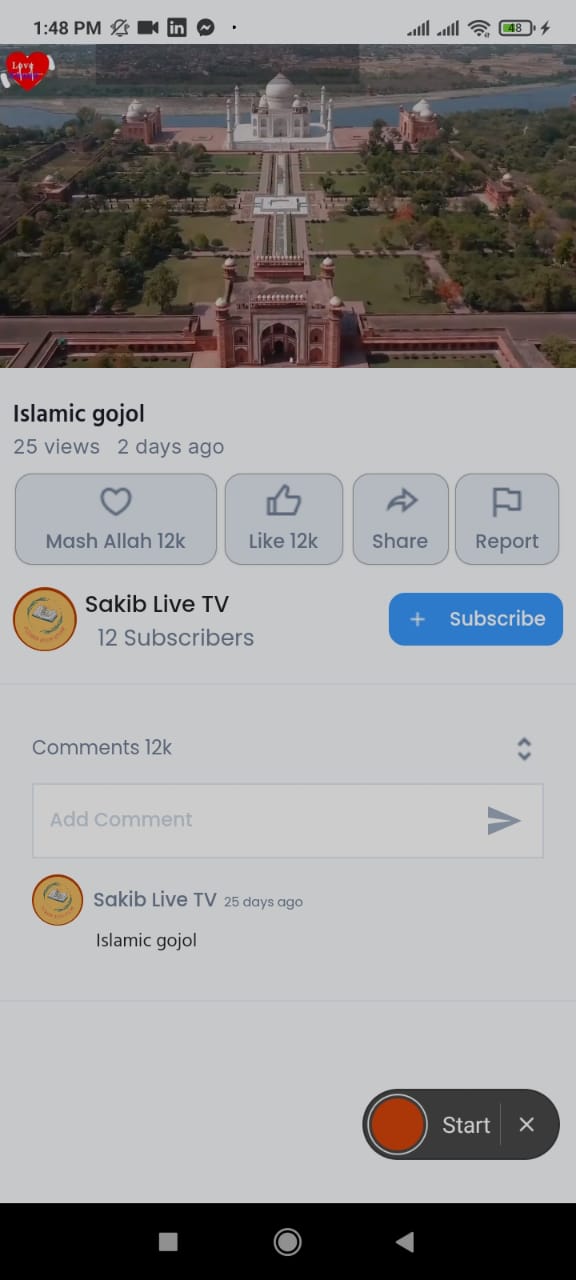 1:48 PM
48
Love
Islamic gojol
25 views 2 days ago
Mash Allah 12k
Like 12k
Share
Report
Sakib Live TV
12 Subscribers
+ Subscribe
Comments 12k
Add Comment
Sakib Live TV 25 days ago
Islamic gojol
Start